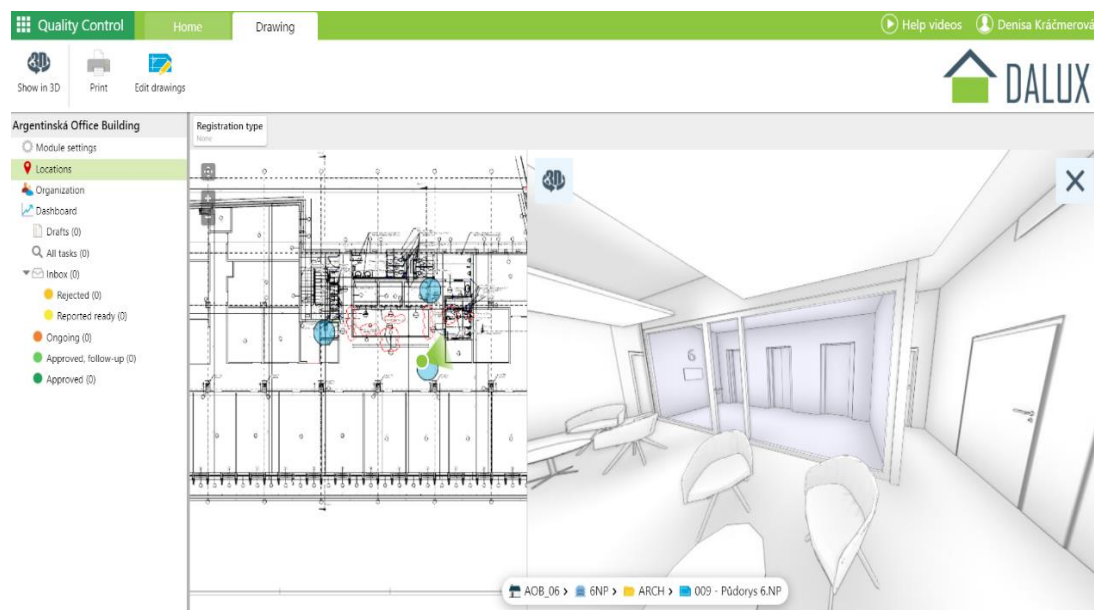 Quality Control
Home
Drawing
Help videos
Denisa Kráčmerová
Show in 3D
Print
Edit drawings
DALUX
Argentinská Office Building
Module settings
Locations
Organization
Dashboard
Drafts (0)
All tasks (0)
Inbox (0)
Rejected (0)
Reported ready (0)
Ongoing (0)
Approved, follow-up (0)
Approved (0)
Registration type
None
3D
6
AOB_06 > 6NP > ARCH > 009 - Půdorys 6.NP